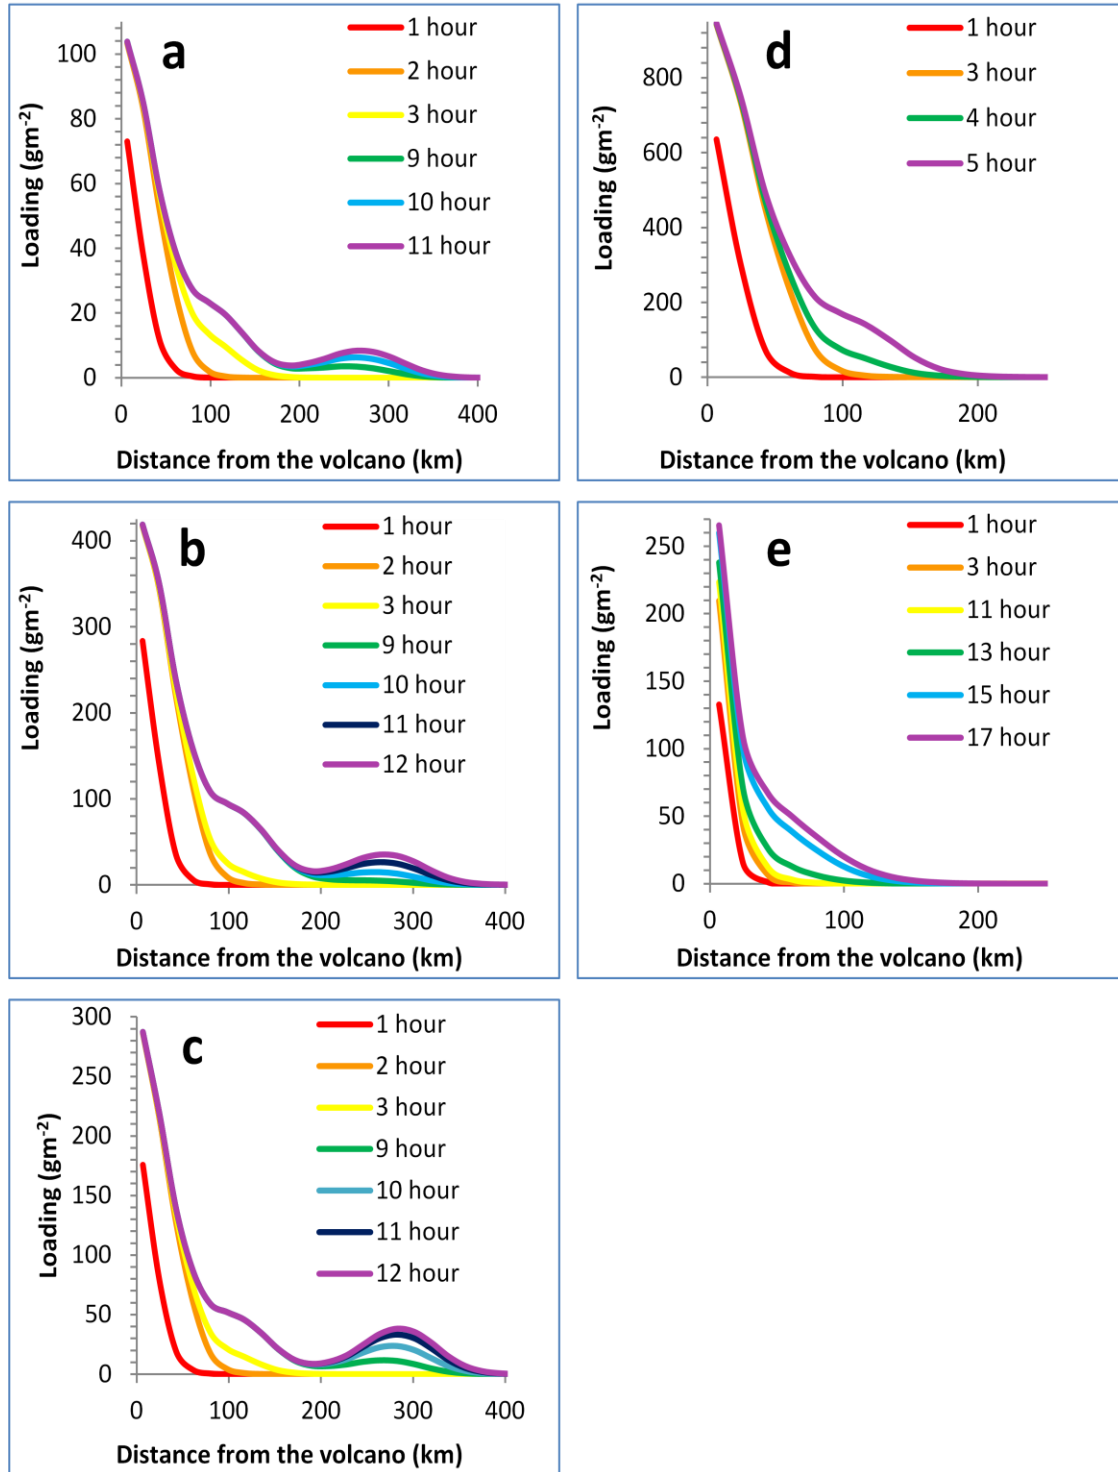 a
Loading (gm-2)
100
80
60
40
20
0
0 100 200 300 400
Distance from the volcano (km)
1 hour
2 hour
3 hour
9 hour
10 hour
11 hour
d
Loading (gm-2)
800
600
400
200
0
0 100 200
Distance from the volcano (km)
1 hour
3 hour
4 hour
5 hour
b
Loading (gm-2)
400
300
200
100
0
0 100 200 300 400
Distance from the volcano (km)
1 hour
2 hour
3 hour
9 hour
10 hour
11 hour
12 hour
e
Loading (gm-2)
250
200
150
100
50
0
0 100 200
Distance from the volcano (km)
1 hour
3 hour
11 hour
13 hour
15 hour
17 hour
c
Loading (gm-2)
300
250
200
150
100
50
0
0 100 200 300 400
Distance from the volcano (km)
1 hour
2 hour
3 hour
9 hour
10 hour
11 hour
12 hour